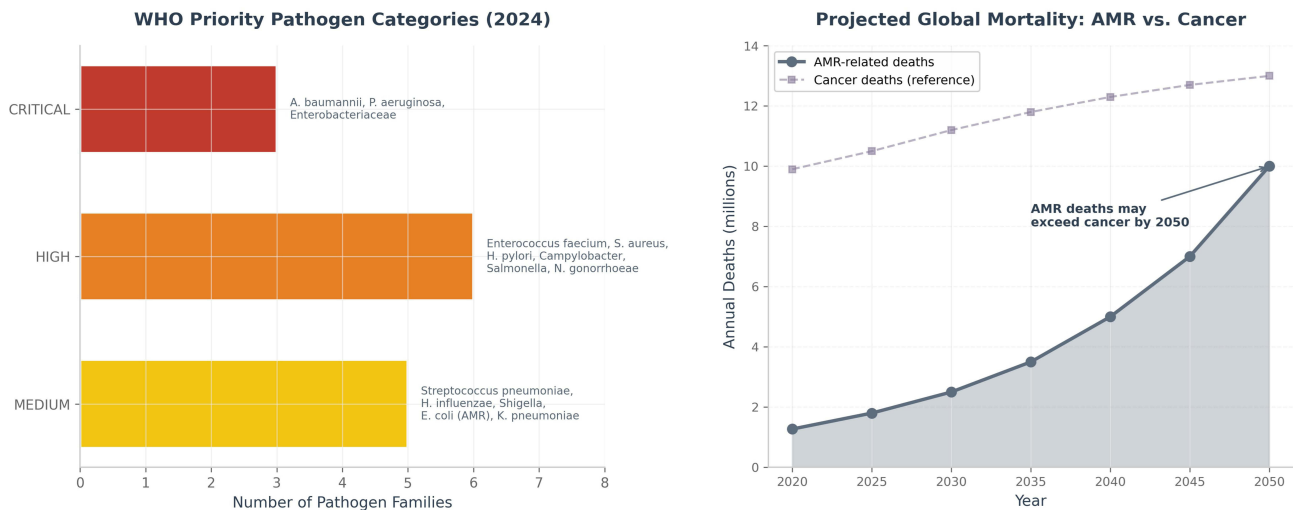 WHO Priority Pathogen Categories (2024)
CRITICAL
A. baumannii, P. aeruginosa,
Enterobacteriaceae
HIGH
Enterococcus faecium, S. aureus,
H. pylori, Campylobacter,
Salmonella, N. gonorrhoeae
MEDIUM
Streptococcus pneumoniae,
H. influenzae, Shigella,
E. coli (AMR), K. pneumoniae
0 1 2 3 4 5 6 7 8
Number of Pathogen Families
Projected Global Mortality: AMR vs. Cancer
AMR-related deaths
Cancer deaths (reference)
Annual Deaths (millions)
14
12
10
8
6
4
2
0
AMR deaths may
exceed cancer by 2050
2020 2025 2030 2035 2040 2045 2050
Year